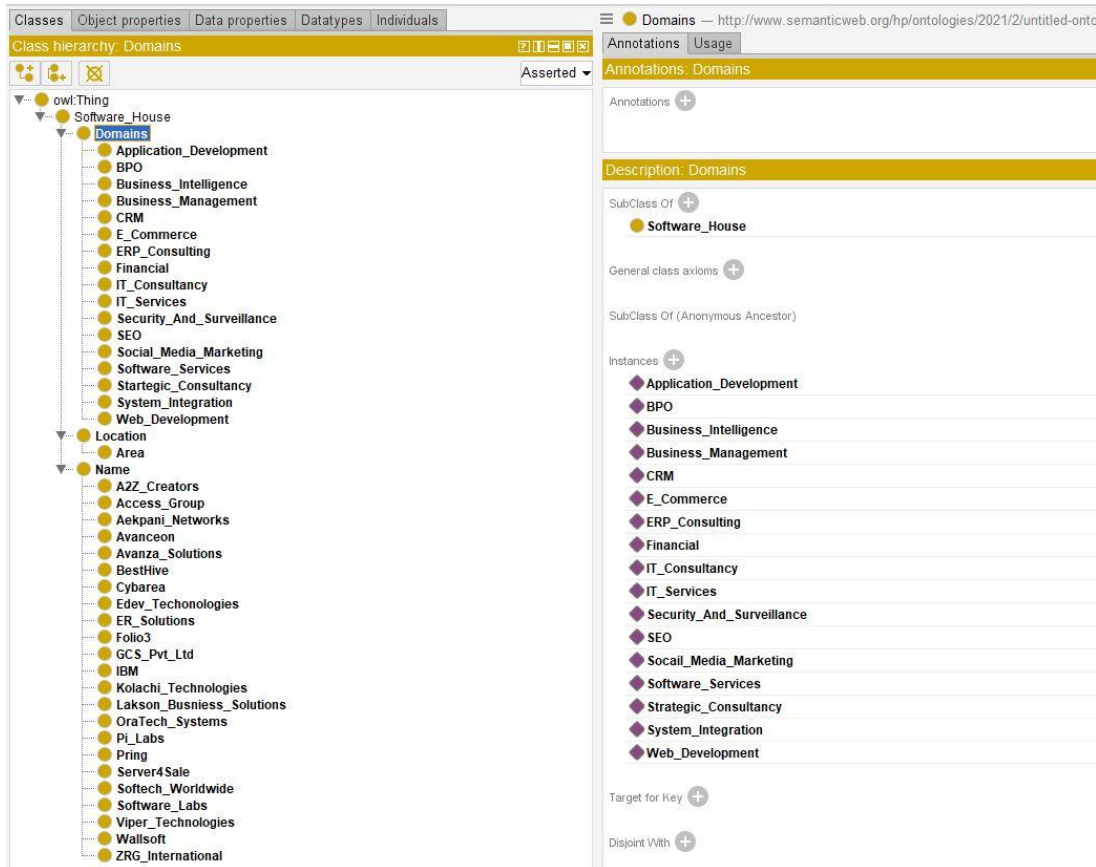 Classes Object properties Data properties Datatypes Individuals
Class hierarchy: Domains
Asserted
owl:Thing
Software_House
Domains
Application_Development
BPO
Business_Intelligence
Business_Management
CRM
E_Commerce
ERP_Consulting
Financial
IT_Consultancy
IT_Services
Security_And_Surveillance
SEO
Social_Media_Marketing
Software_Services
Startegic_Consultancy
System_Integration
Web_Development
Location
Area
Name
A2Z_Creators
Access_Group
Aekpani_Networks
Avanceon
Avanza_Solutions
BestHive
Cybarea
Edev_Techonologies
ER_Solutions
Folio3
GCS_Pvt_Ltd
IBM
Kolachi_Technologies
Lakson_Busniess_Solutions
OraTech_Systems
Pi_Labs
Pring
Server4Sale
Softech_Worldwide
Software_Labs
Viper_Technologies
Wallsoft
ZRG_International
Domains — http://www.semanticweb.org/hp/ontologies/2021/2/untitled-onto
Annotations Usage
Annotations: Domains
Annotations
Description: Domains
SubClass Of
Software_House
General class axioms
SubClass Of (Anonymous Ancestor)
Instances
Application_Development
BPO
Business_Intelligence
Business_Management
CRM
E_Commerce
ERP_Consulting
Financial
IT_Consultancy
IT_Services
Security_And_Surveillance
SEO
Socail_Media_Marketing
Software_Services
Strategic_Consultancy
System_Integration
Web_Development
Target for Key
Disjoint With